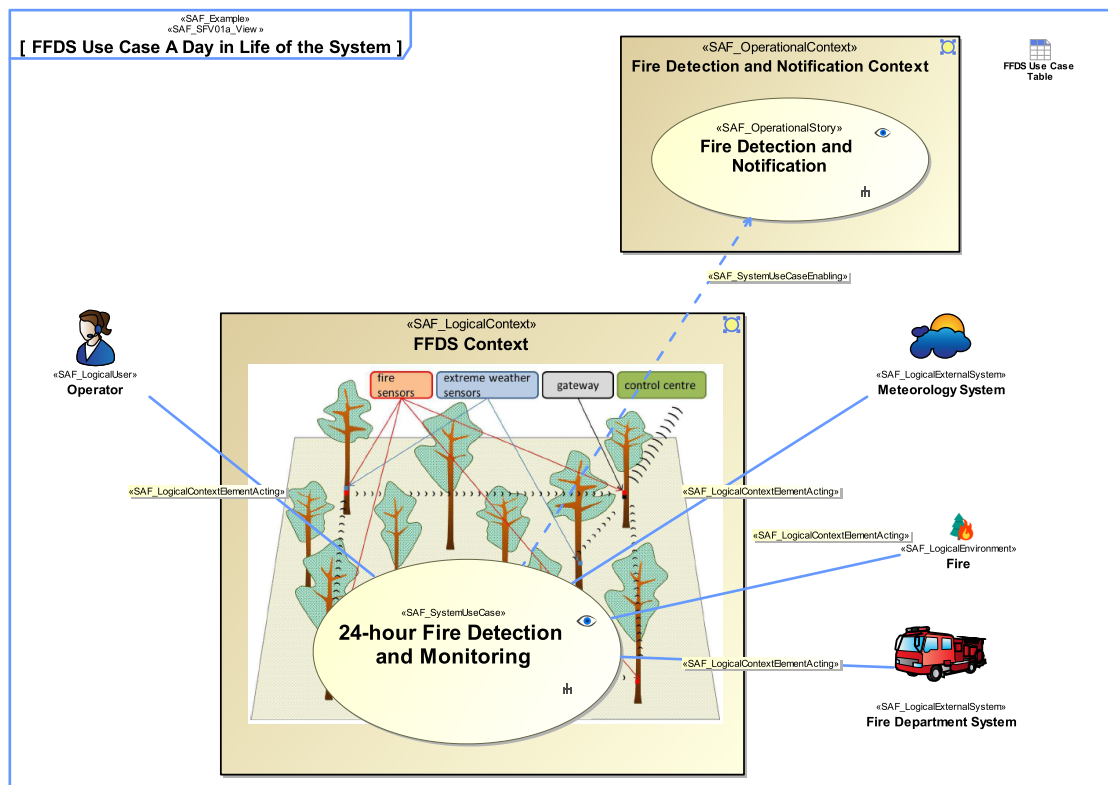 «SAF_Example»
«SAF_SFV01a_View »
[ FFDS Use Case A Day in Life of the System ]
«SAF_OperationalContext»
Fire Detection and Notification Context
«SAF_OperationalStory»
Fire Detection and
Notification
FFDS Use Case
Table
«SAF_SystemUseCaseEnabling»
«SAF_LogicalContext»
FFDS Context
fire
sensors
extreme weather
sensors
gateway
control centre
«SAF_LogicalUser»
Operator
«SAF_LogicalExternalSystem»
Meteorology System
«SAF_LogicalContextElementActing»
«SAF_LogicalContextElementActing»
«SAF_LogicalContextElementActing»
«SAF_LogicalEnvironment»
Fire
«SAF_SystemUseCase»
24-hour Fire Detection
and Monitoring
«SAF_LogicalContextElementActing»
«SAF_LogicalExternalSystem»
Fire Department System